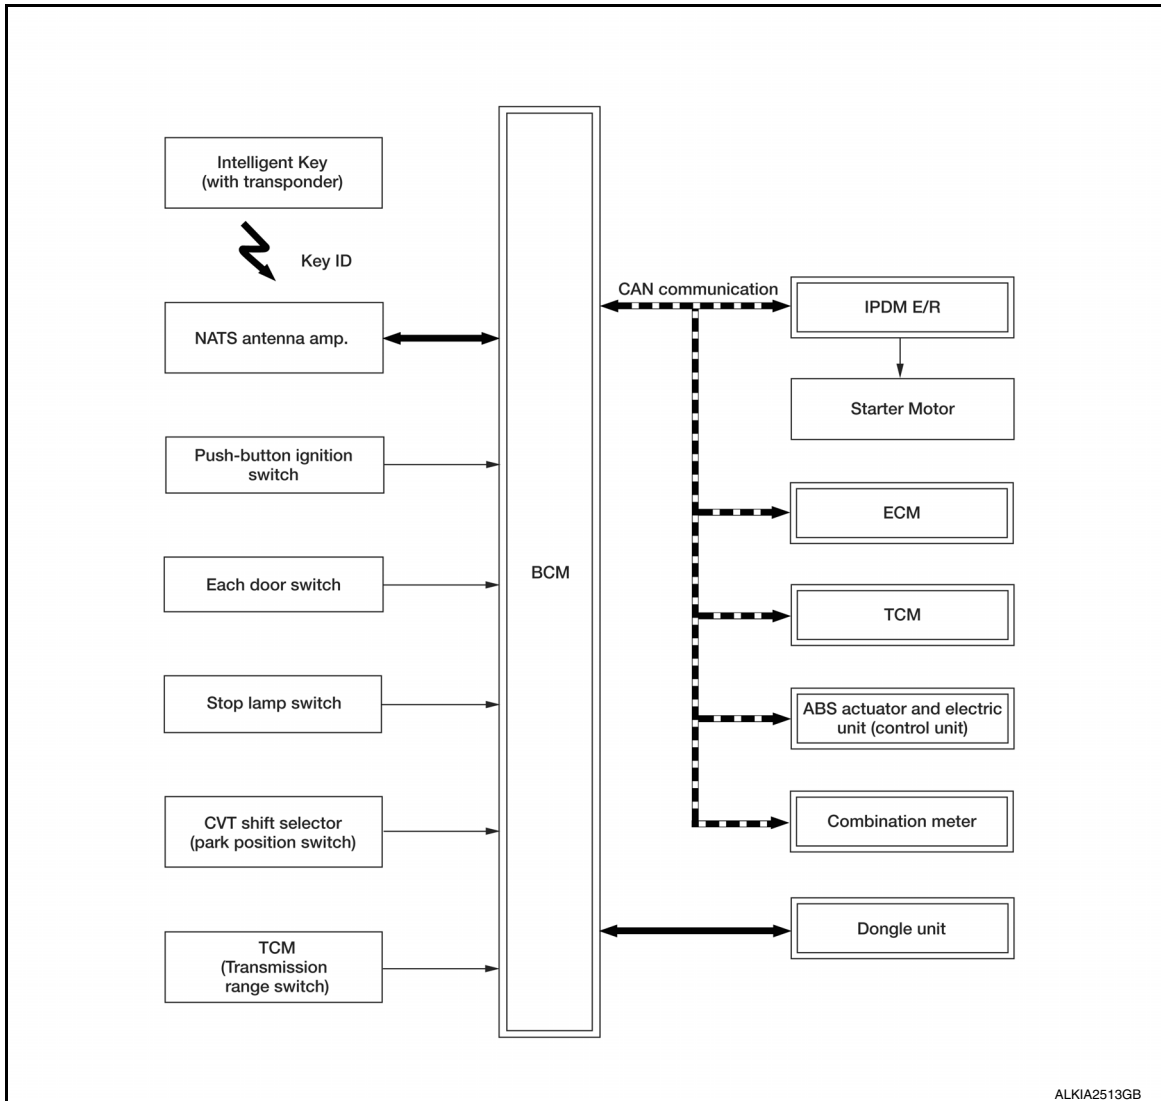 Intelligent Key
(with transponder)
Key ID
NATS antenna amp.
Push-button ignition
switch
Each door switch
Stop lamp switch
CVT shift selector
(park position switch)
TCM
(Transmission
range switch)
BCM
CAN communication
IPDM E/R
Starter Motor
ECM
TCM
ABS actuator and electric
unit (control unit)
Combination meter
Dongle unit
ALKIA2513GB